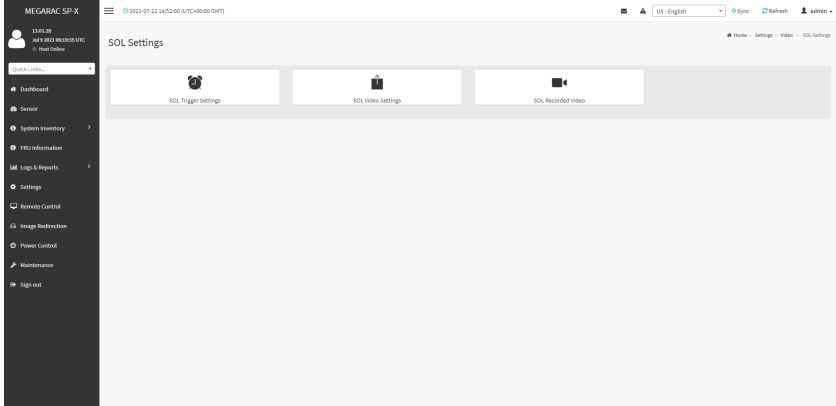 MEGARAC SP-X
2021-07-22 14:52:00 (UTC+00:00 GMT)
US - English
Sync
Refresh
admin
13.01.20
Jul 9 2021 06:19:35 UTC
Host Online
Quick Links...
Dashboard
Sensor
System Inventory
FRU Information
Logs & Reports
Settings
Remote Control
Image Redirection
Power Control
Maintenance
Sign out
SOL Settings
Home > Settings > Video > SOL Settings
SOL Trigger Settings
SOL Video Settings
SOL Recorded Video